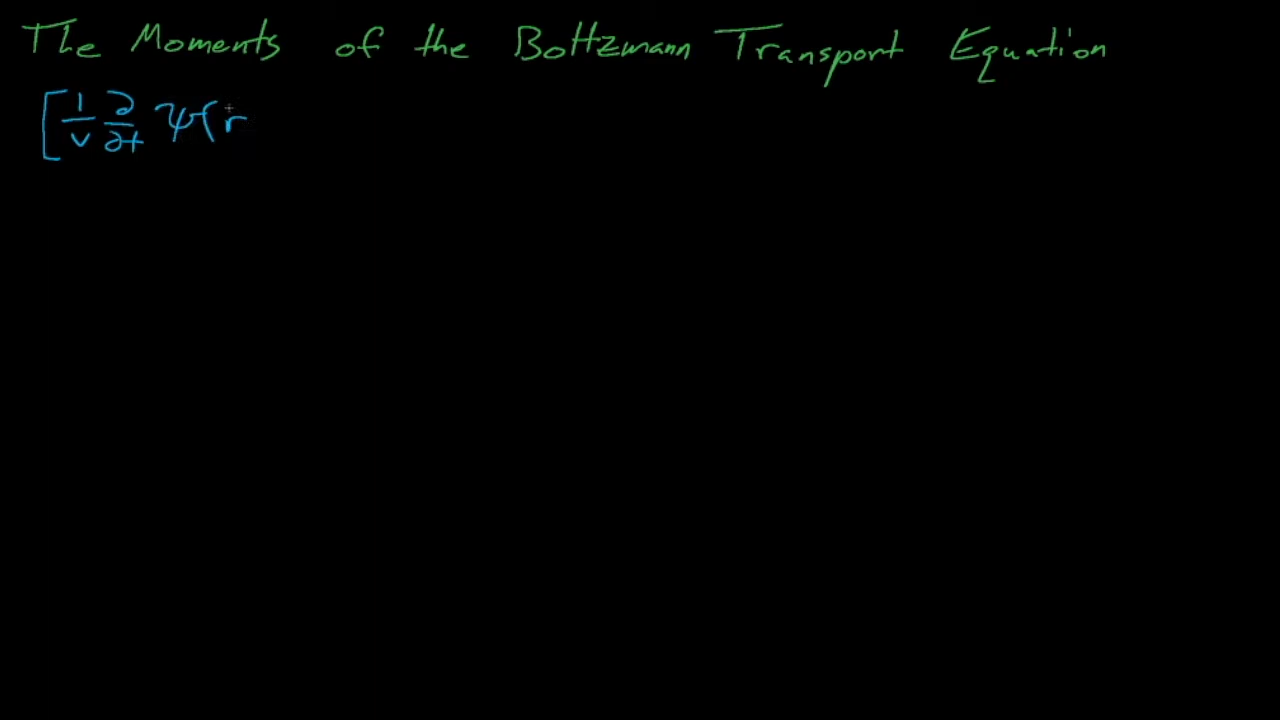 The Moments of the Boltzmann Transport Equation
[1/v ∂/∂t ψ(r